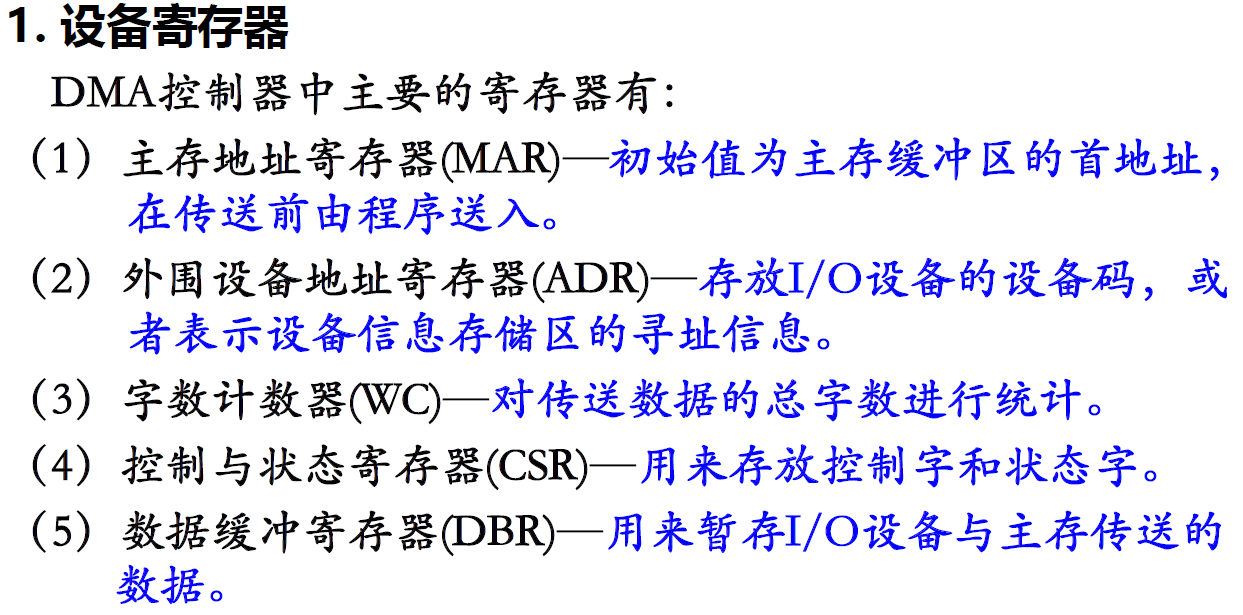 1. 设备寄存器
DMA控制器中主要的寄存器有：
（1）主存地址寄存器(MAR)—初始值为主存缓冲区的首地址，
在传送前由程序送入。
（2）外围设备地址寄存器(ADR)—存放I/O设备的设备码，或
者表示设备信息存储区的寻址信息。
（3）字数计数器(WC)—对传送数据的总字数进行统计。
（4）控制与状态寄存器(CSR)—用来存放控制字和状态字。
（5）数据缓冲寄存器(DBR)—用来暂存I/O设备与主存传送的
数据。